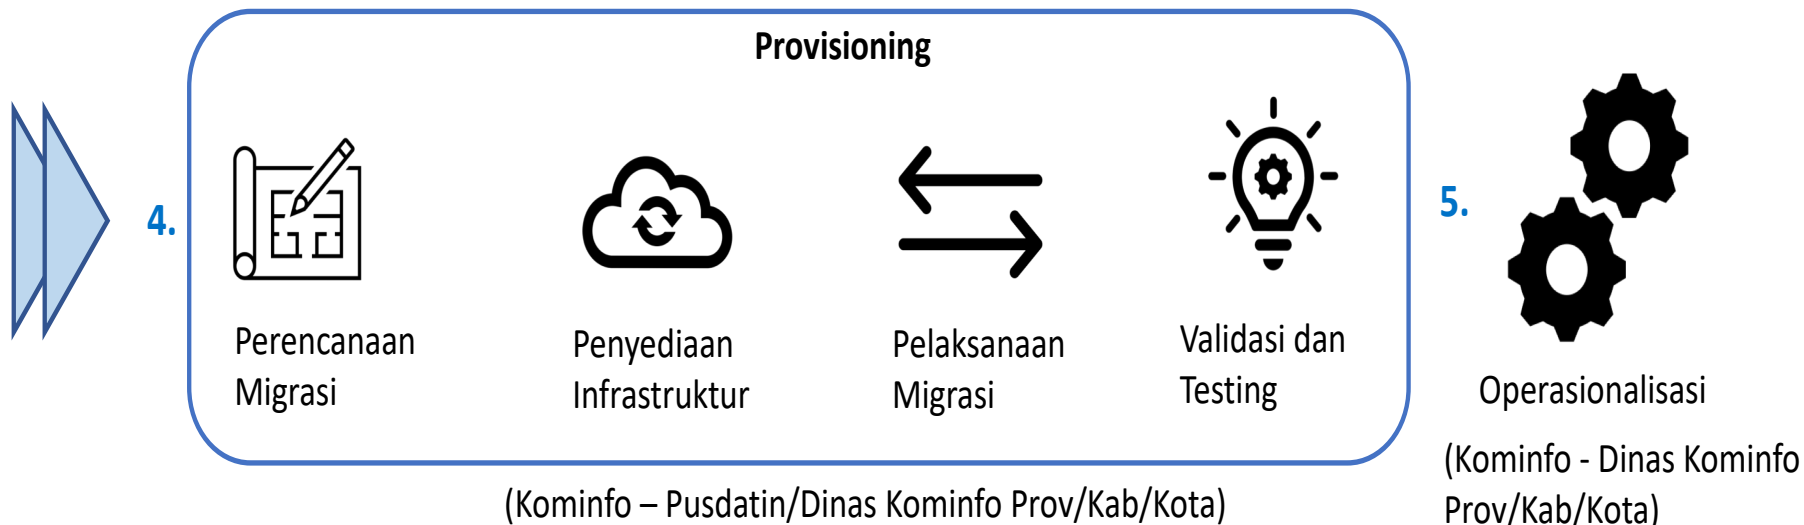 Provisioning
4.
Perencanaan
Migrasi
Penyediaan
Infrastruktur
Pelaksanaan
Migrasi
Validasi dan
Testing
(Kominfo – Pusdatin/Dinas Kominfo Prov/Kab/Kota)
5.
Operasionalisasi
(Kominfo - Dinas Kominfo
Prov/Kab/Kota)